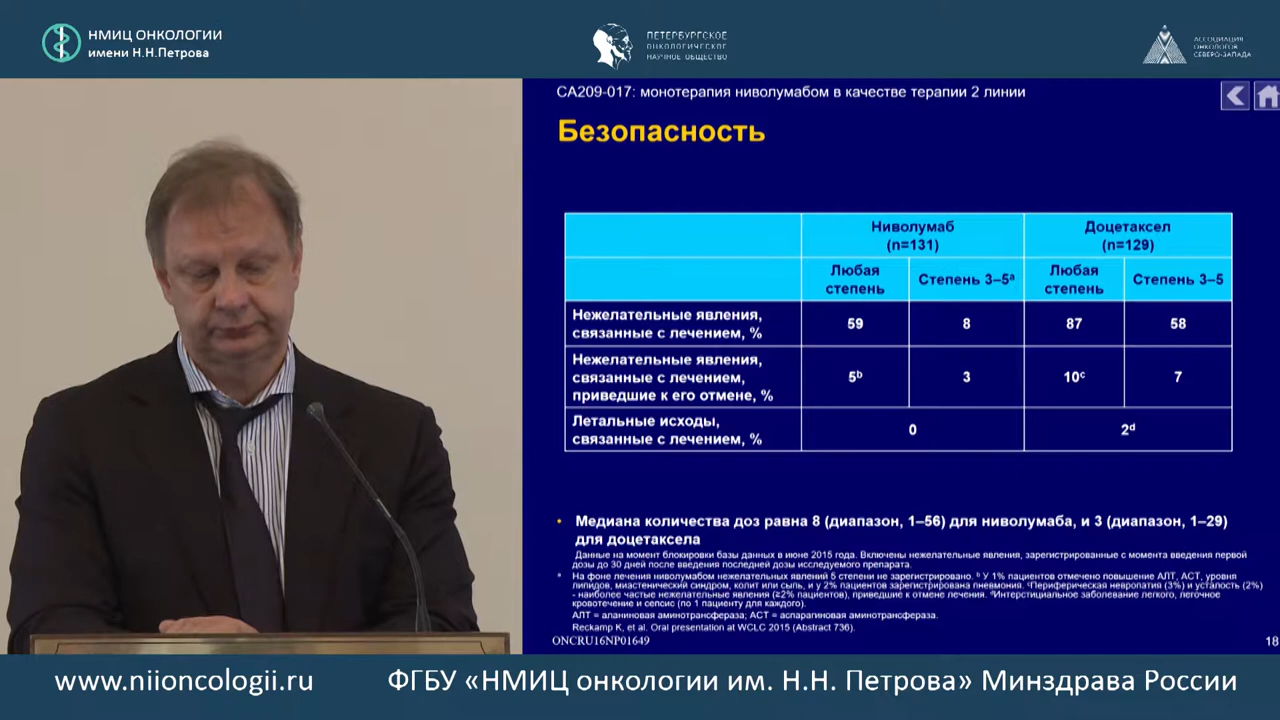 НМИЦ ОНКОЛОГИИ
имени Н.Н.Петрова
ПЕТЕРБУРГСКОЕ
ОНКОЛОГИЧЕСКОЕ
НАУЧНОЕ ОБЩЕСТВО
АССОЦИАЦИЯ
ОНКОЛОГОВ
СЕВЕРО-ЗАПАДА
CA209-017: монотерапия ниволумабом в качестве терапии 2 линии
Безопасность
Ниволумаб
(n=131)
Доцетаксел
(n=129)
Любая
степень
Степень 3–5ᵃ
Любая
степень
Степень 3–5
Нежелательные явления,
связанные с лечением, %
59
8
87
58
Нежелательные явления,
связанные с лечением,
приведшие к его отмене, %
5ᵇ
3
10ᶜ
7
Летальные исходы,
связанные с лечением, %
0
2ᵈ
• Медиана количества доз равна 8 (диапазон, 1–56) для ниволумаба, и 3 (диапазон, 1–29)
для доцетаксела
Данные на момент блокировки базы данных в июне 2015 года. Включены нежелательные явления, зарегистрированные с момента введения первой
дозы до 30 дней после введения последней дозы исследуемого препарата.
ᵃ На фоне лечения ниволумабом нежелательных явлений 5 степени не зарегистрировано. ᵇ У 1% пациентов отмечено повышение АЛТ, АСТ, уровня
липидов, миастенический синдром, колит или сыпь, и у 2% пациентов зарегистрирована пневмония. ᶜПериферическая невропатия (3%) и усталость (2%)
- наиболее частые нежелательные явления (≥2% пациентов), приведшие к отмене лечения. ᵈИнтерстициальное заболевание легкого, легочное
кровотечение и сепсис (по 1 пациенту для каждого).
АЛТ = аланиновая аминотрансфераза; АСТ = аспарагиновая аминотрансфераза.
Reckamp K, et al. Oral presentation at WCLC 2015 (Abstract 736).
ONCRU16NP01649
18
www.niioncologii.ru
ФГБУ «НМИЦ онкологии им. Н.Н. Петрова» Минздрава России